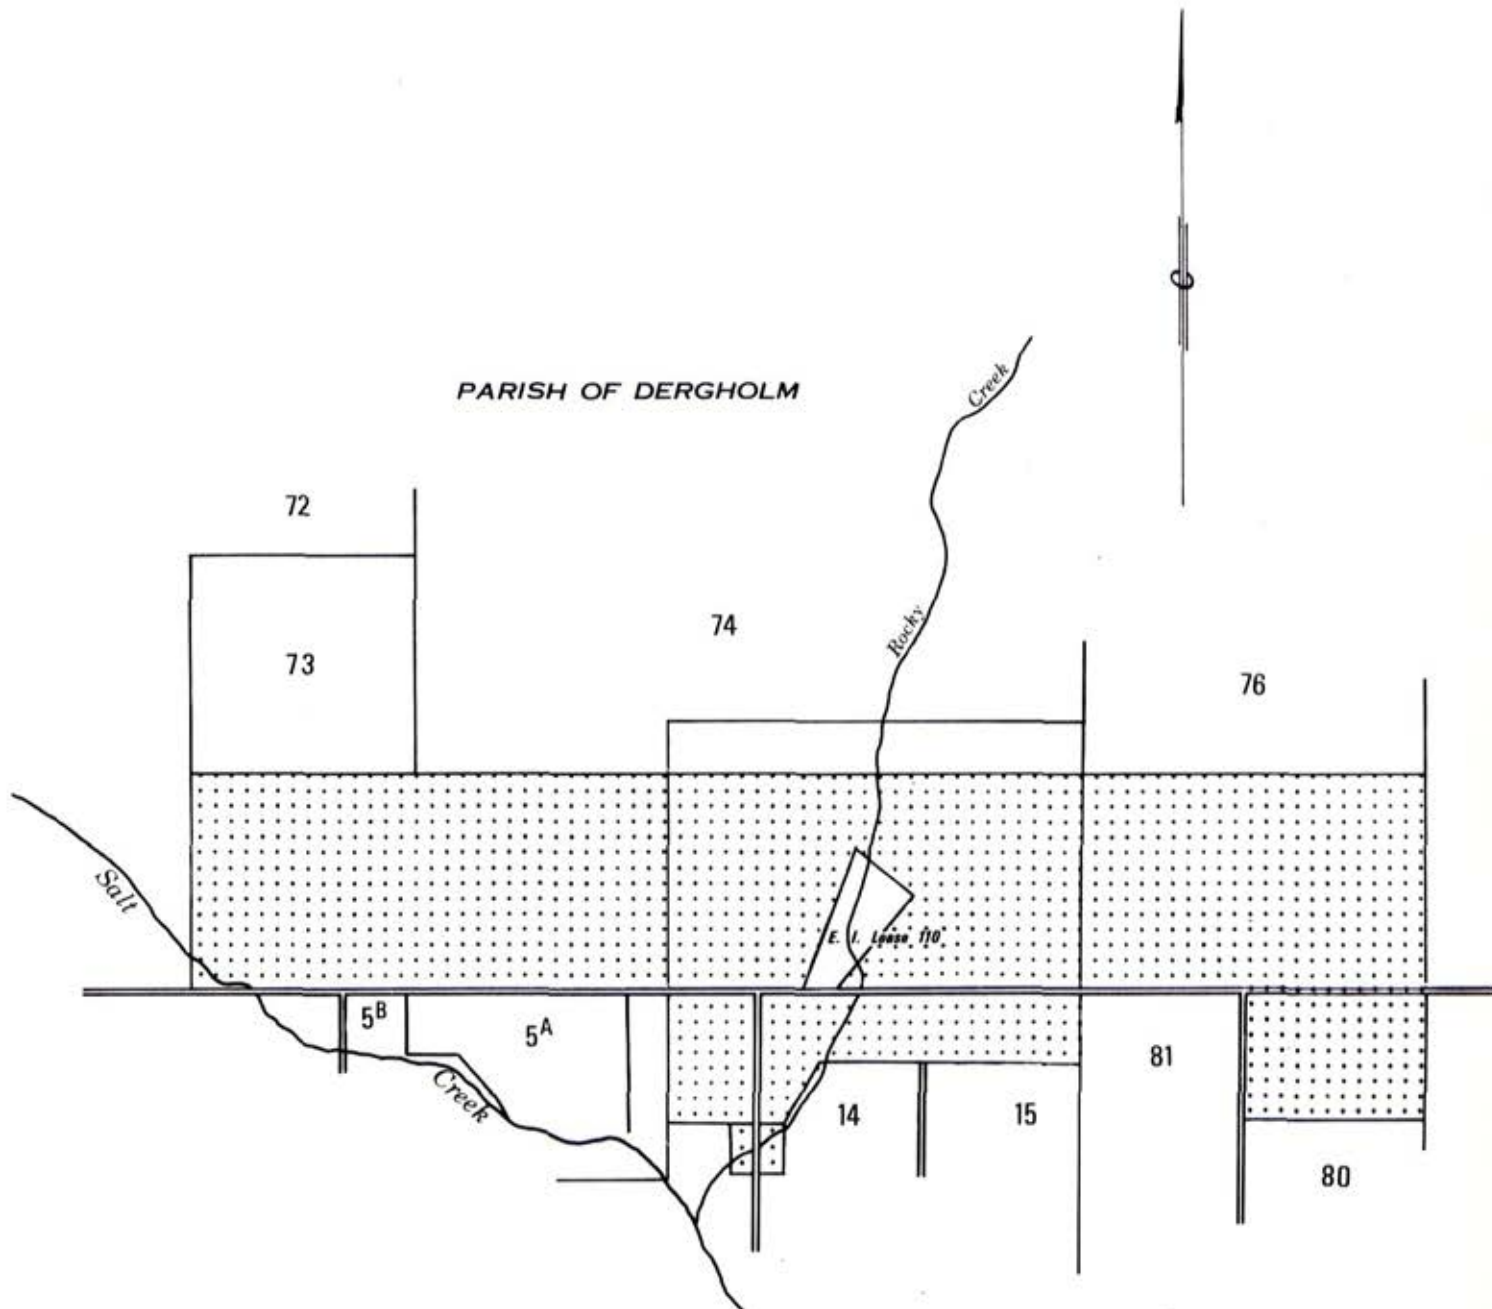 PARISH OF DERGHOLM
Creek
72
74
Rocky
73
76
Salt
E. I. Lease 110
5B
5A
81
Creek
14
15
80